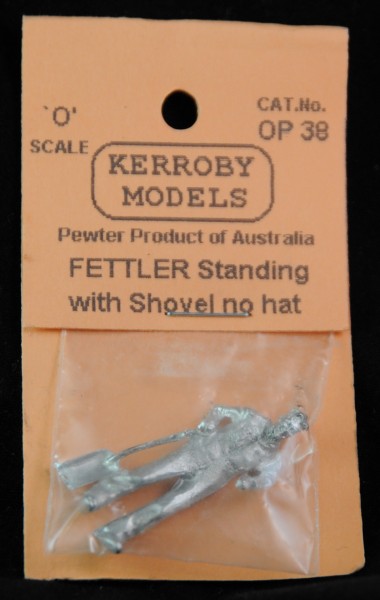 `O'
SCALE
CAT.No.
OP 38
KERROBY
MODELS
Pewter Product of Australia
FETTLER Standing
with Shovel no hat